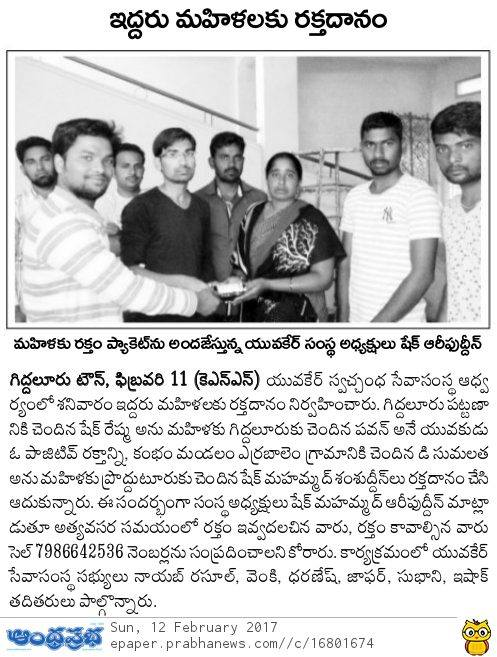 ఇద్దరు మహిళలకు రక్తదానం
మహిళకు రక్తం ప్యాకెట్‌ను అందజేస్తున్న యువకేర్ సంస్థ అధ్యక్షులు షేక్ ఆరీఫుద్దీన్
గిద్దలూరు టౌన్, ఫిబ్రవరి 11 (కెఎన్ఎన్) యువకేర్ స్వచ్ఛంధ సేవాసంస్థ ఆధ్వ
ర్యంలో శనివారం ఇద్దరు మహిళలకు రక్తదానం నిర్వహించారు. గిద్దలూరు పట్టణా
నికి చెందిన షేక్ రేష్మ అను మహిళకు గిద్దలూరుకు చెందిన పవన్ అనే యువకుడు
ఓ పాజిటివ్ రక్తాన్ని, కంభం మండలం ఎర్రబాలెం గ్రామానికి చెందిన డి సుమలత
అను మహిళకు ప్రొద్దుటూరుకు చెందిన షేక్ మహమ్మద్ శంశుద్దీన్‌లు రక్తదానం చేసి
ఆదుకున్నారు. ఈ సందర్భంగా సంస్థ అధ్యక్షులు షేక్ మహమ్మద్ ఆరీఫుద్దీన్ మాట్లా
డుతూ అత్యవసర సమయంలో రక్తం ఇవ్వదలచిన వారు, రక్తం కావాల్సిన వారు
సెల్ 7986642536 నెంబర్లను సంప్రదించాలని కోరారు. కార్యక్రమంలో యువకేర్
సేవాసంస్థ సభ్యులు నాయబ్ రసూల్, వెంకి, ధరణేష్, జాఫర్, సుభాని, ఇషాక్
తదితరులు పాల్గొన్నారు.
ఆంధ్రప్రభ
Sun, 12 February 2017
epaper.prabhanews.com//c/16801674